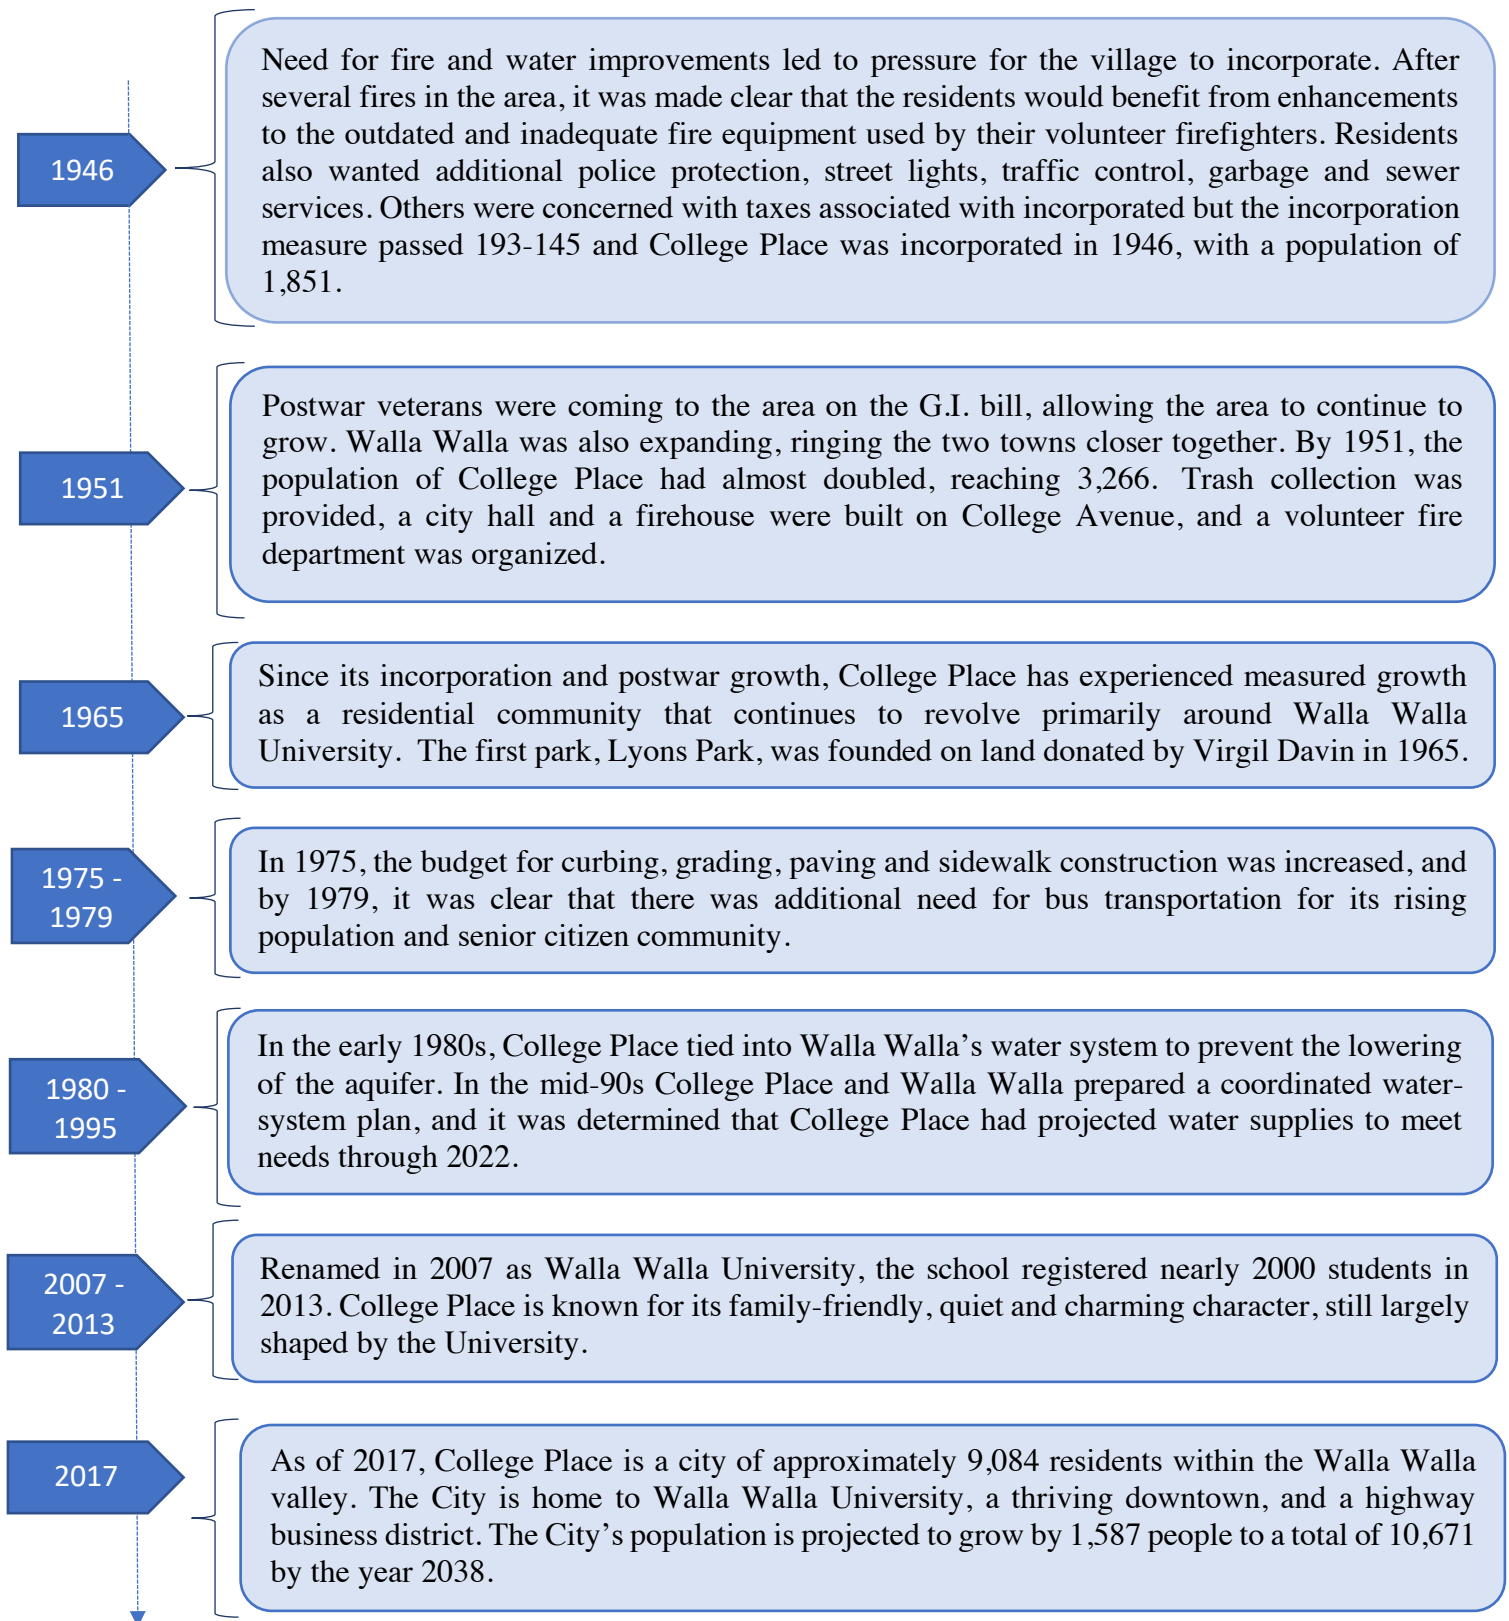 1946
Need for fire and water improvements led to pressure for the village to incorporate. After
several fires in the area, it was made clear that the residents would benefit from enhancements
to the outdated and inadequate fire equipment used by their volunteer firefighters. Residents
also wanted additional police protection, street lights, traffic control, garbage and sewer
services. Others were concerned with taxes associated with incorporated but the incorporation
measure passed 193-145 and College Place was incorporated in 1946, with a population of
1,851.
1951
Postwar veterans were coming to the area on the G.I. bill, allowing the area to continue to
grow. Walla Walla was also expanding, ringing the two towns closer together. By 1951, the
population of College Place had almost doubled, reaching 3,266. Trash collection was
provided, a city hall and a firehouse were built on College Avenue, and a volunteer fire
department was organized.
1965
Since its incorporation and postwar growth, College Place has experienced measured growth
as a residential community that continues to revolve primarily around Walla Walla
University. The first park, Lyons Park, was founded on land donated by Virgil Davin in 1965.
1975 -
1979
In 1975, the budget for curbing, grading, paving and sidewalk construction was increased, and
by 1979, it was clear that there was additional need for bus transportation for its rising
population and senior citizen community.
1980 -
1995
In the early 1980s, College Place tied into Walla Walla’s water system to prevent the lowering
of the aquifer. In the mid-90s College Place and Walla Walla prepared a coordinated water-
system plan, and it was determined that College Place had projected water supplies to meet
needs through 2022.
2007 -
2013
Renamed in 2007 as Walla Walla University, the school registered nearly 2000 students in
2013. College Place is known for its family-friendly, quiet and charming character, still largely
shaped by the University.
2017
As of 2017, College Place is a city of approximately 9,084 residents within the Walla Walla
valley. The City is home to Walla Walla University, a thriving downtown, and a highway
business district. The City’s population is projected to grow by 1,587 people to a total of 10,671
by the year 2038.